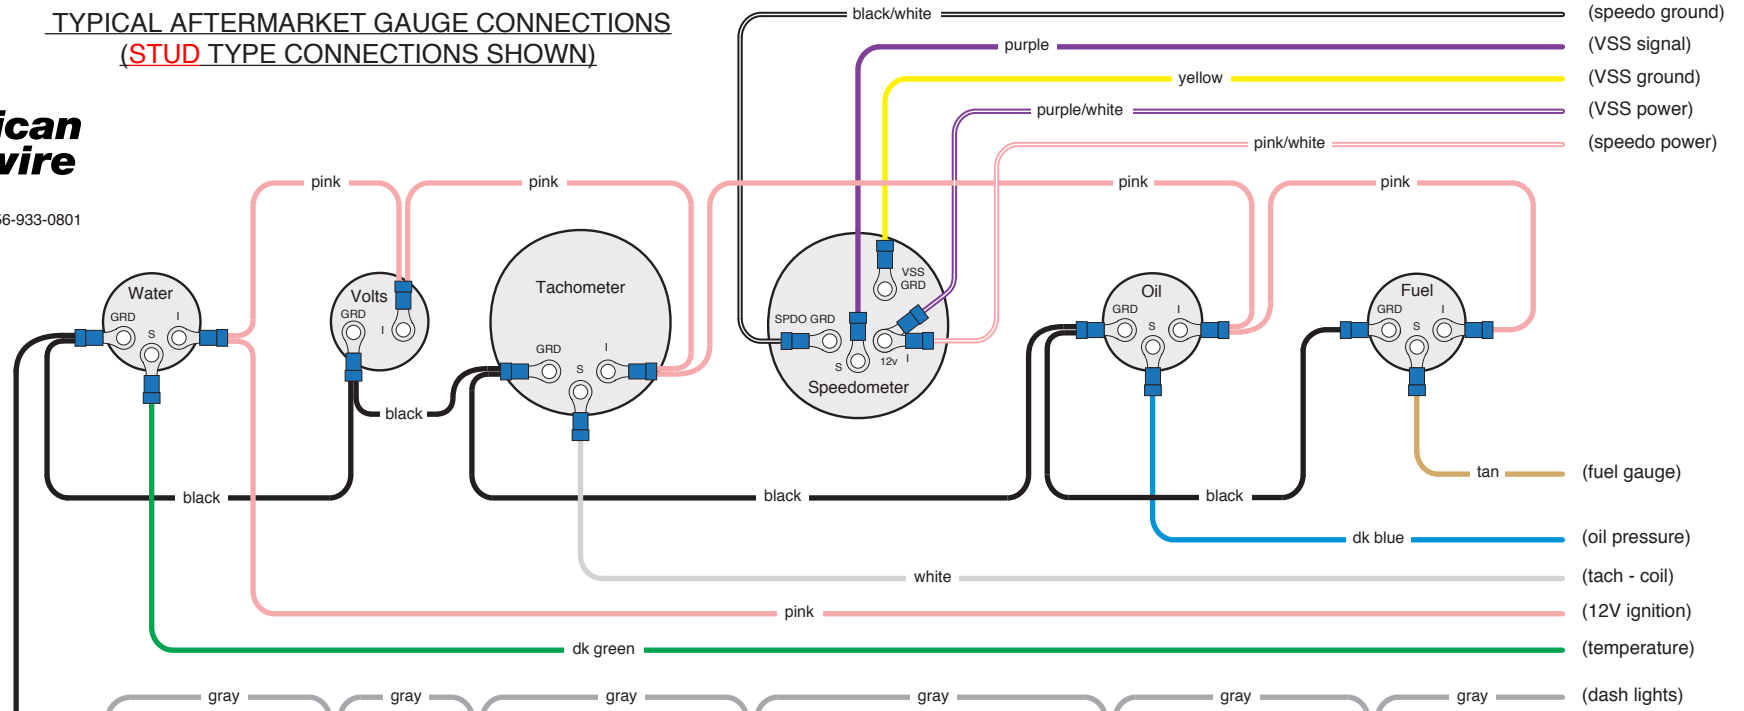 TYPICAL AFTERMARKET GAUGE CONNECTIONS
(STUD TYPE CONNECTIONS SHOWN)
ican
wire
56-933-0801
black/white (speedo ground)
purple (VSS signal)
yellow (VSS ground)
purple/white (VSS power)
pink/white (speedo power)
pink pink pink pink
Water
GRD S I
Volts
GRD I
Tachometer
GRD S I
VSS
GRD
SPDO GRD
S 12v I
Speedometer
Oil
GRD S I
Fuel
GRD S I
black
black black black
tan (fuel gauge)
dk blue (oil pressure)
white (tach - coil)
pink (12V ignition)
dk green (temperature)
gray gray gray gray gray gray (dash lights)